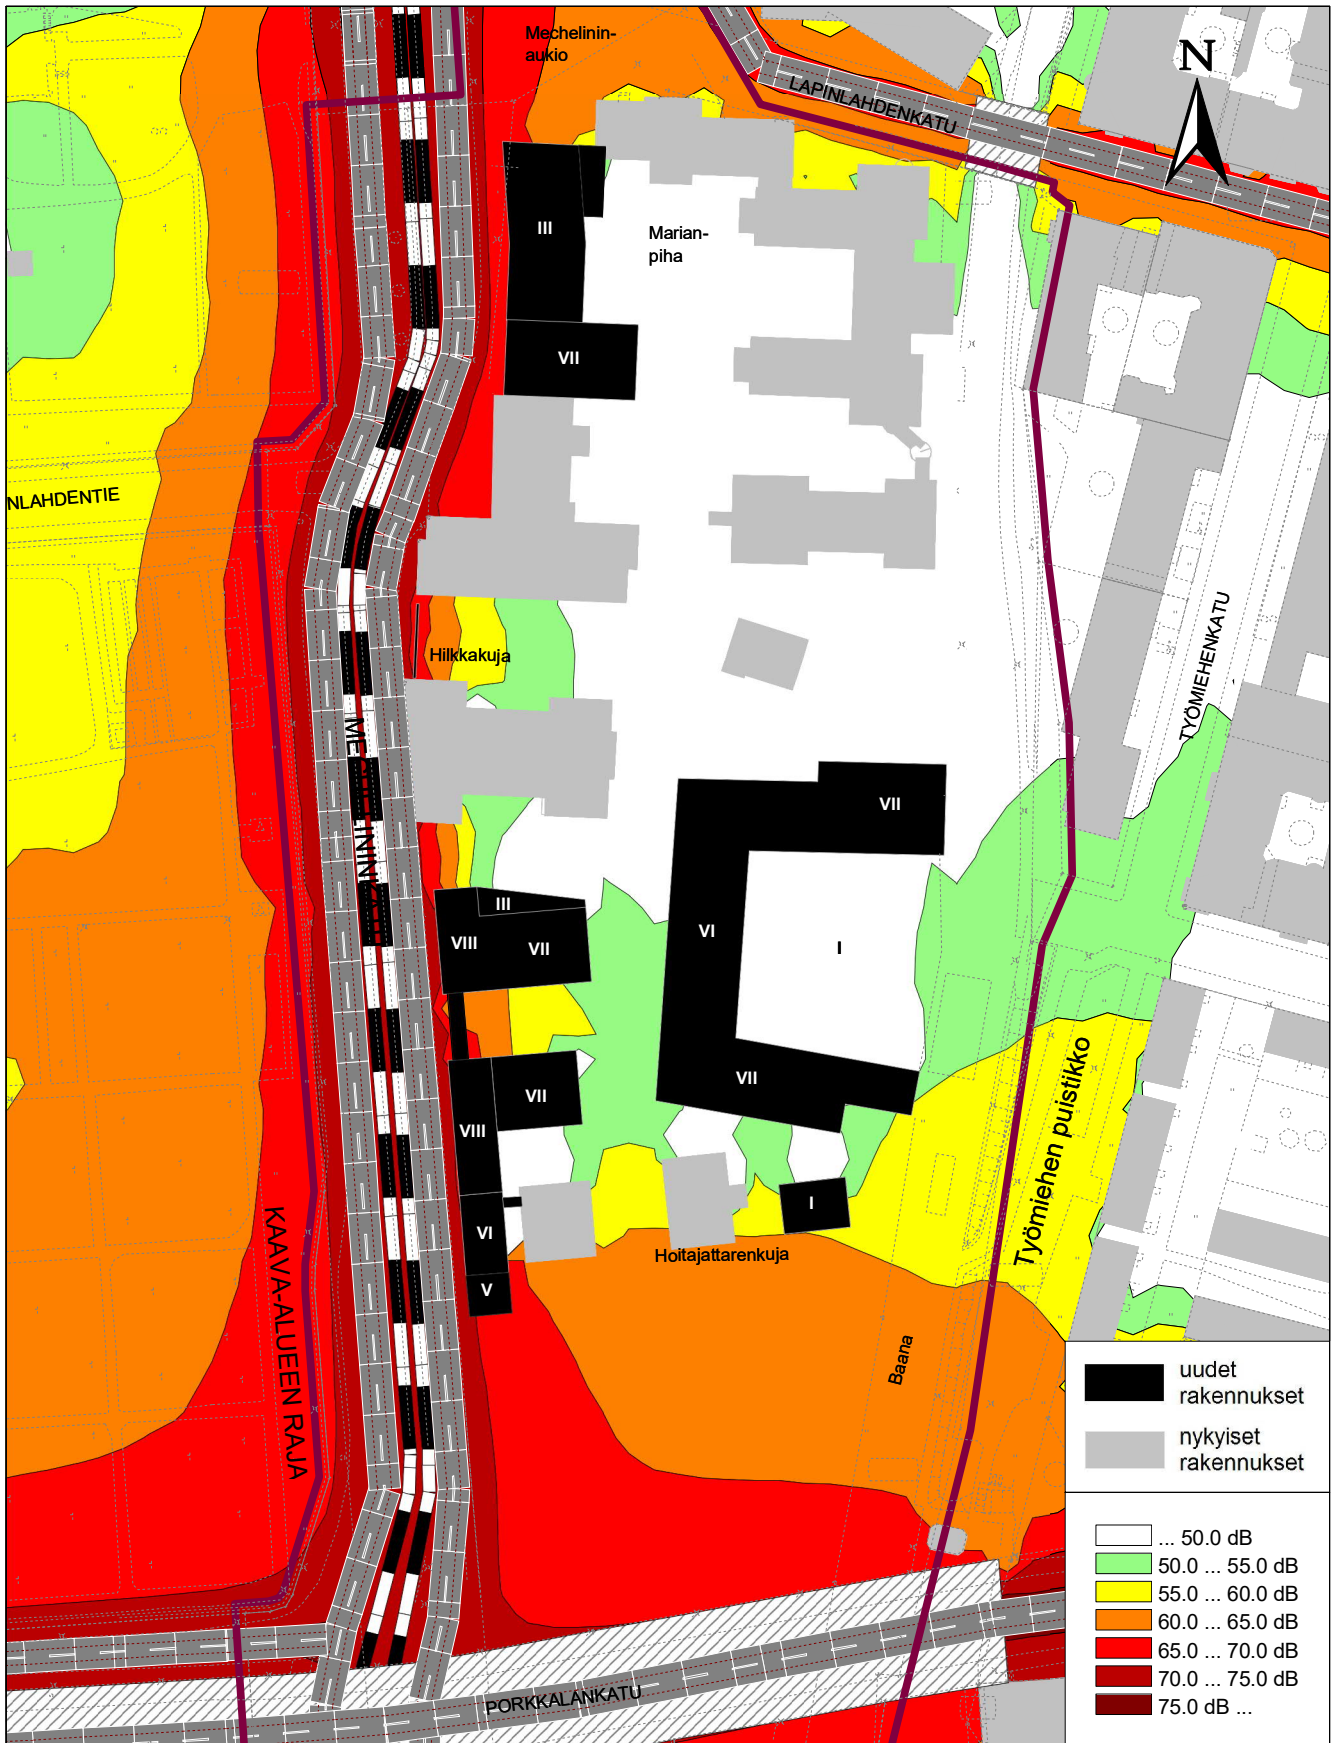 Mechelinin-
aukio
N
LAPINLAHDENKATU
III
Marian-
piha
VII
NLAHDENTIE
TYÖMIEHENKATU
Hilkkakuja
VII
III
VIII
VII
VI
I
VII
VII
VIII
Työmiehen puistikko
I
VI
Hoitajattarenkuja
V
KAAVA-ALUEEN RAJA
Baana
uudet
rakennukset
nykyiset
rakennukset
... 50.0 dB
50.0 ... 55.0 dB
55.0 ... 60.0 dB
60.0 ... 65.0 dB
65.0 ... 70.0 dB
70.0 ... 75.0 dB
75.0 dB ...
PORKKALANKATU